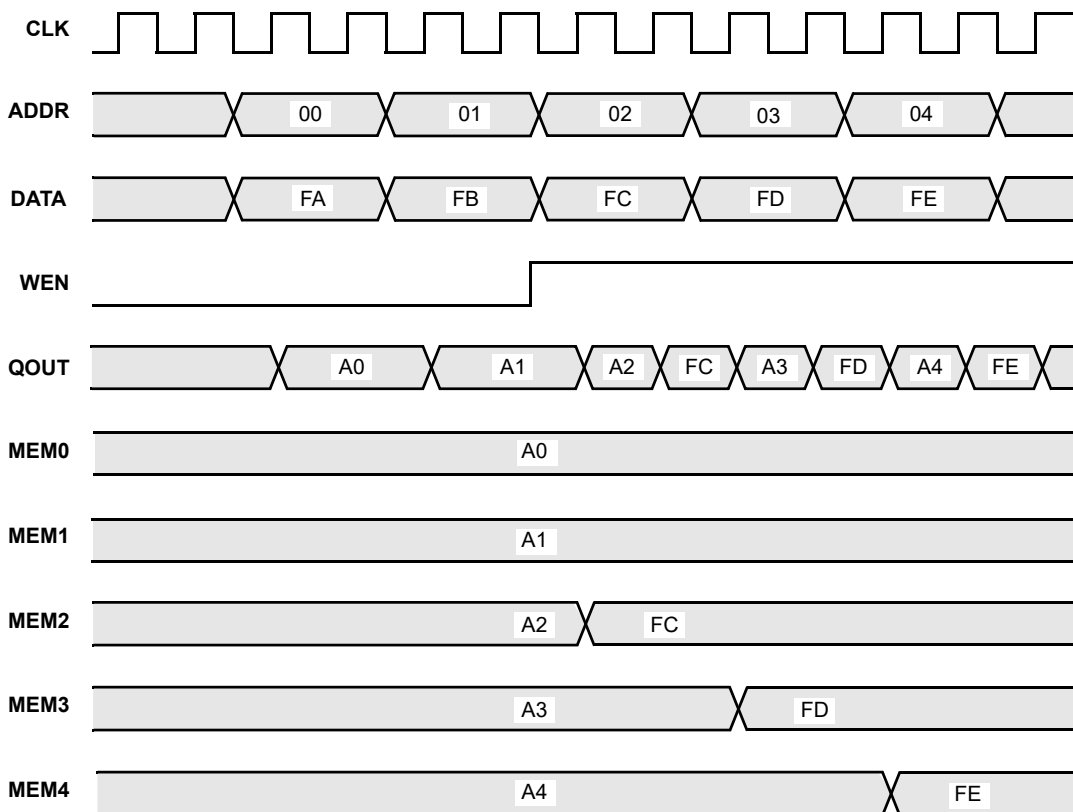 CLK
ADDR 00 01 02 03 04
DATA FA FB FC FD FE
WEN
QOUT A0 A1 A2 FC A3 FD A4 FE
MEM0 A0
MEM1 A1
MEM2 A2 FC
MEM3 A3 FD
MEM4 A4 FE